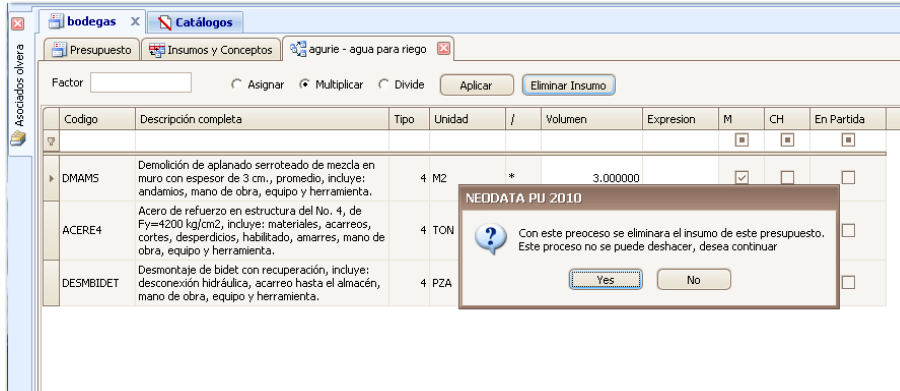 bodegas X Catálogos
Asociados olvera
Presupuesto Insumos y Conceptos agurie - agua para riego
Factor Asignar Multiplicar Divide Aplicar Eliminar Insumo
Codigo Descripción completa Tipo Unidad / Volumen Expresion M CH En Partida
Demolición de aplanado serroteado de mezcla en
muro con espesor de 3 cm., promedio, incluye:
andamios, mano de obra, equipo y herramienta.
DMAMS 4 M2 * 3.000000
Acero de refuerzo en estructura del No. 4, de
Fy=4200 kg/cm2, incluye: materiales, acarreos,
cortes, desperdicios, habilitado, amarres, mano de
obra, equipo y herramienta.
ACERE4 4 TON
Desmontaje de bidet con recuperación, incluye:
desconexión hidráulica, acarreo hasta el almacén,
mano de obra, equipo y herramienta.
DESMBIDET 4 PZA
NEODATA PU 2010
Con este preoceso se eliminara el insumo de este presupuesto.
Este proceso no se puede deshacer, desea continuar
Yes No